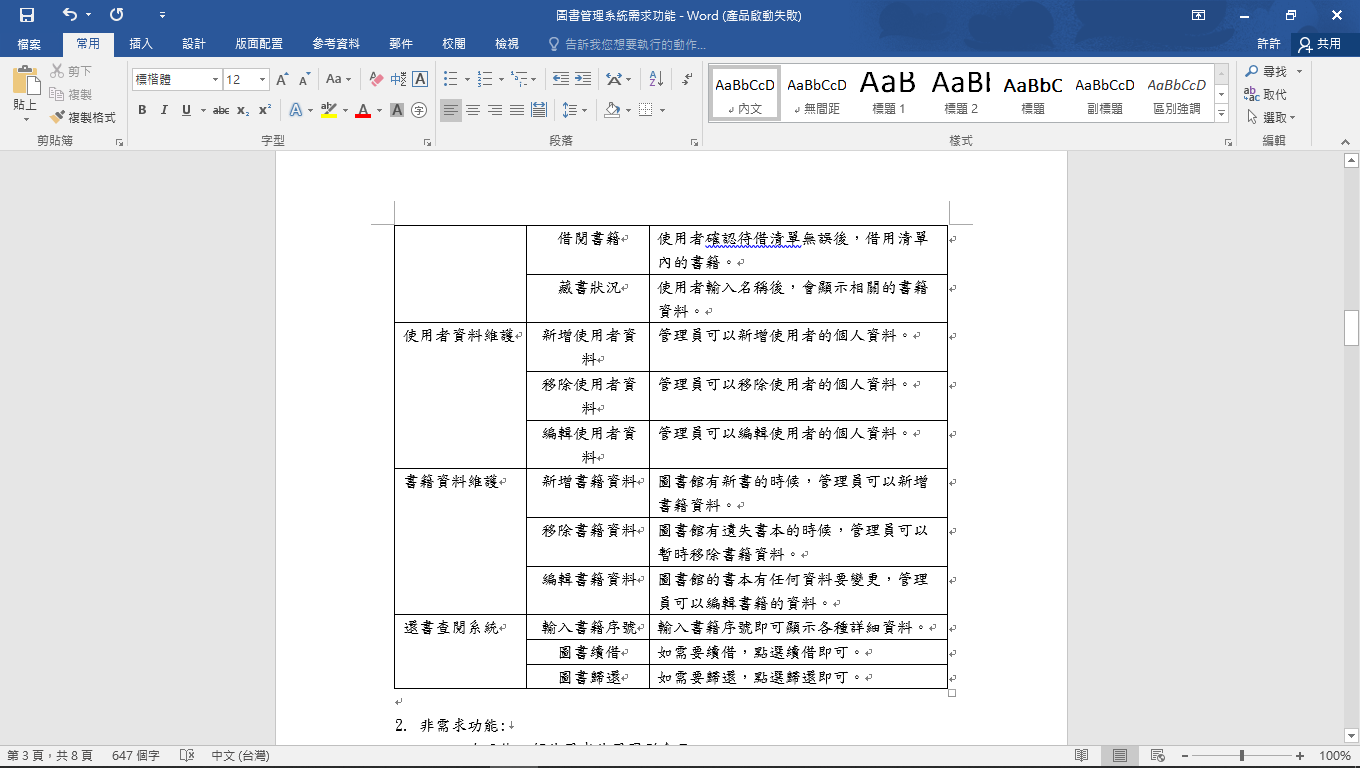 圖書管理系統需求功能 - Word (產品啟動失敗)
檔案 常用 插入 設計 版面配置 參考資料 郵件 校閱 檢視 告訴我您想要執行的動作... 許許 共用
貼上 剪下 複製 複製格式 剪貼簿
標楷體 12 字型
段落
AaBbCcD 內文
AaBbCcD 無間距
AaB 標題 1
AaBl 標題 2
AaBbC 標題
AaBbCcD 副標題
AaBbCcD 區別強調
樣式
尋找
取代
選取
編輯
借閱書籍 使用者確認待借清單無誤後，借用清單
內的書籍。
藏書狀況 使用者輸入名稱後，會顯示相關的書籍
資料。
使用者資料維護 新增使用者資 管理員可以新增使用者的個人資料。
料
移除使用者資 管理員可以移除使用者的個人資料。
料
編輯使用者資 管理員可以編輯使用者的個人資料。
料
書籍資料維護 新增書籍資料 圖書館有新書的時候，管理員可以新增
書籍資料。
移除書籍資料 圖書館有遺失書本的時候，管理員可以
暫時移除書籍資料。
編輯書籍資料 圖書館的書本有任何資料要變更，管理
員可以編輯書籍的資料。
還書查閱系統 輸入書籍序號 輸入書籍序號即可顯示各種詳細資料。
圖書續借 如需要續借，點選續借即可。
圖書歸還 如需要歸還，點選歸還即可。
2. 非需求功能:
第 3 頁，共 8 頁 647 個字 中文 (台灣) 100%